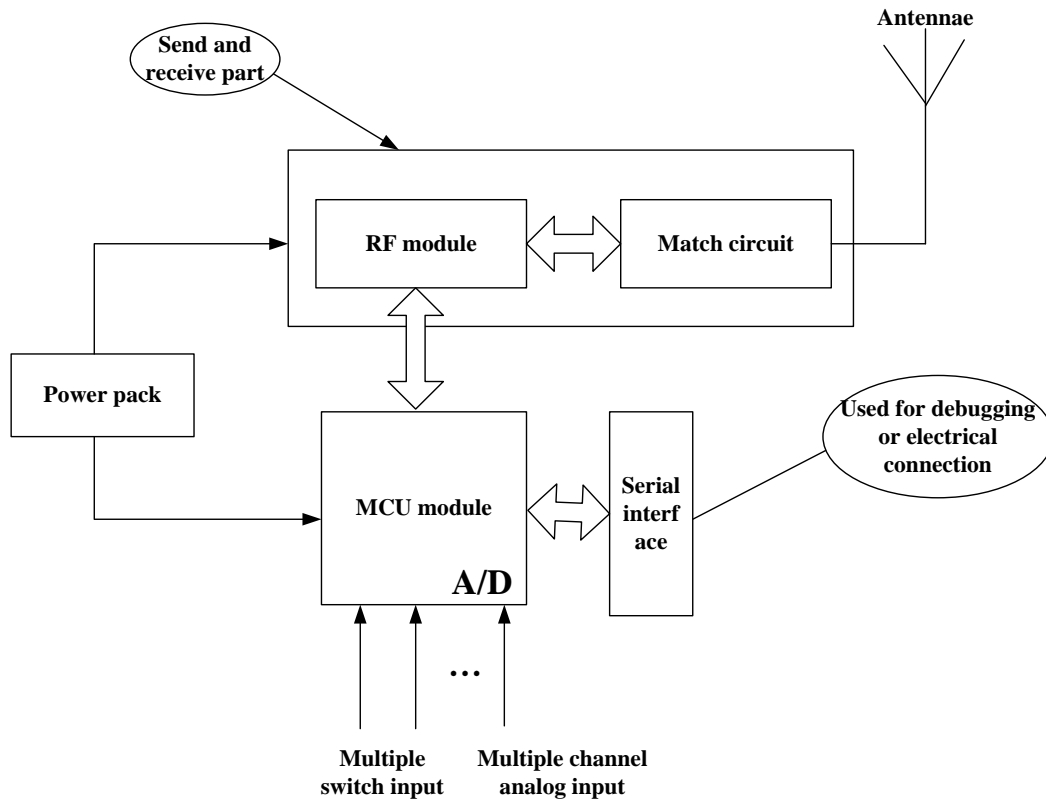 Antennae
Send and
receive part
RF module
Match circuit
Power pack
Used for debugging
or electrical
connection
MCU module
A/D
Serial
interf
ace
...
Multiple
switch input
Multiple channel
analog input